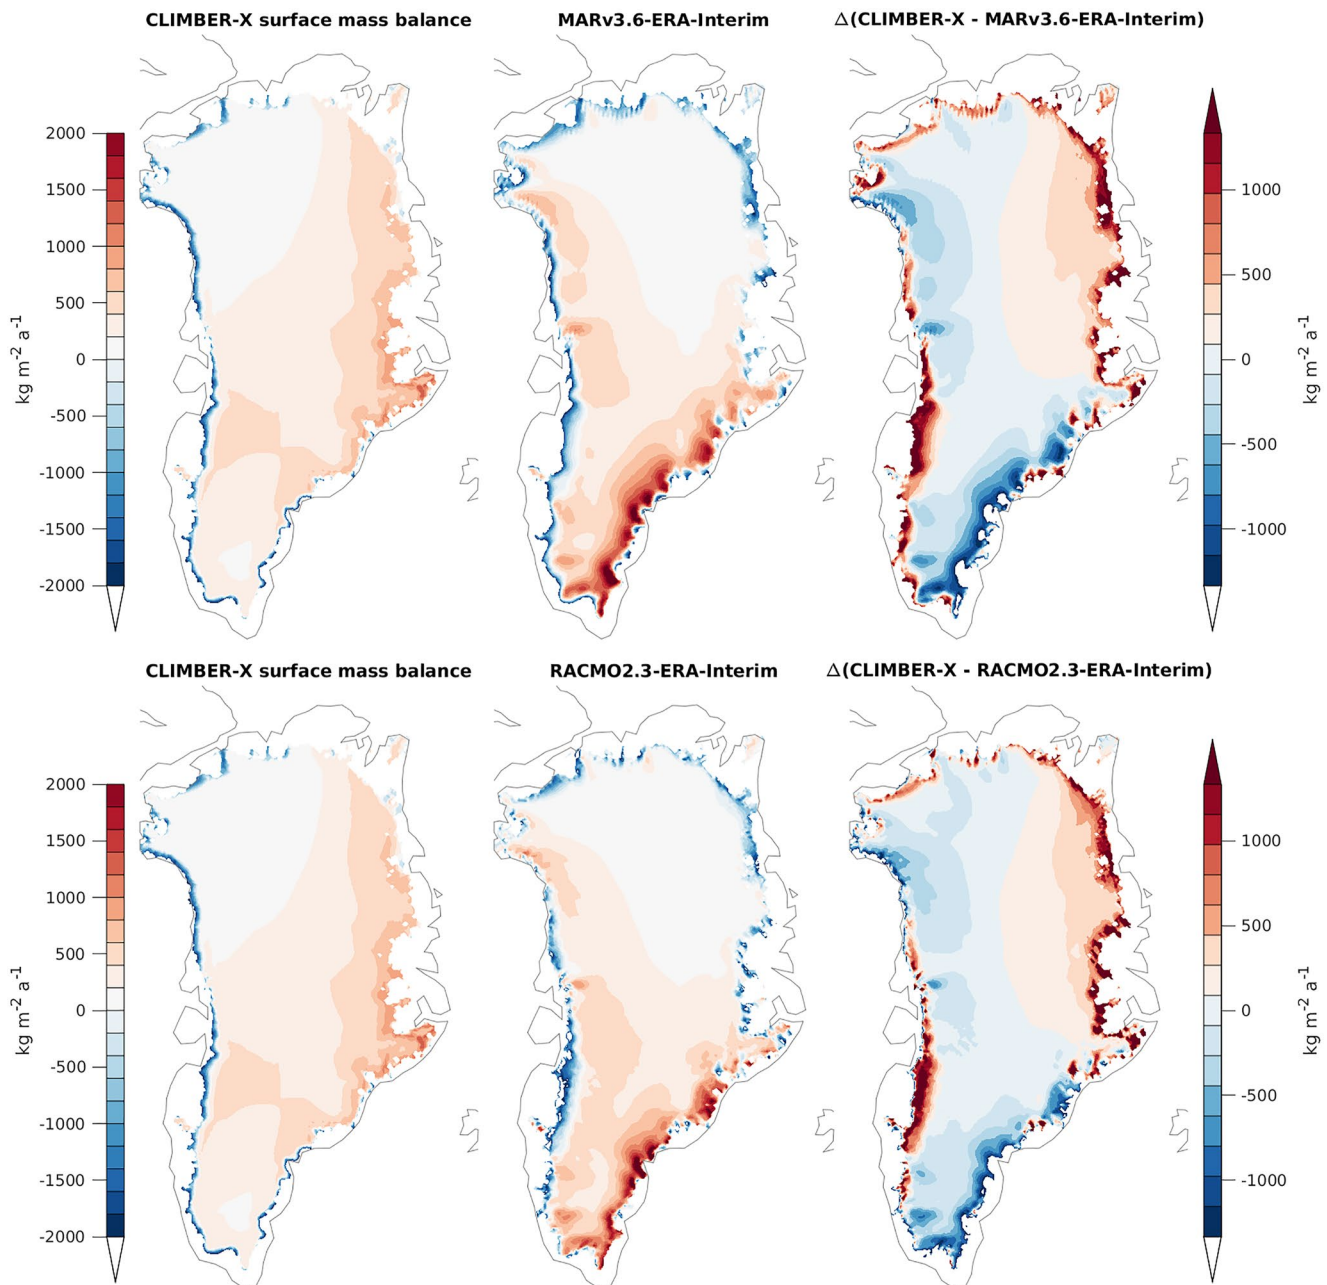 CLIMBER-X surface mass balance
MARv3.6-ERA-Interim
Δ(CLIMBER-X - MARv3.6-ERA-Interim)
2000
1500
1000
500
0
-500
-1000
-1500
-2000
kg m⁻² a⁻¹
1000
500
0
-500
-1000
kg m⁻² a⁻¹
CLIMBER-X surface mass balance
RACMO2.3-ERA-Interim
Δ(CLIMBER-X - RACMO2.3-ERA-Interim)
2000
1500
1000
500
0
-500
-1000
-1500
-2000
kg m⁻² a⁻¹
1000
500
0
-500
-1000
kg m⁻² a⁻¹